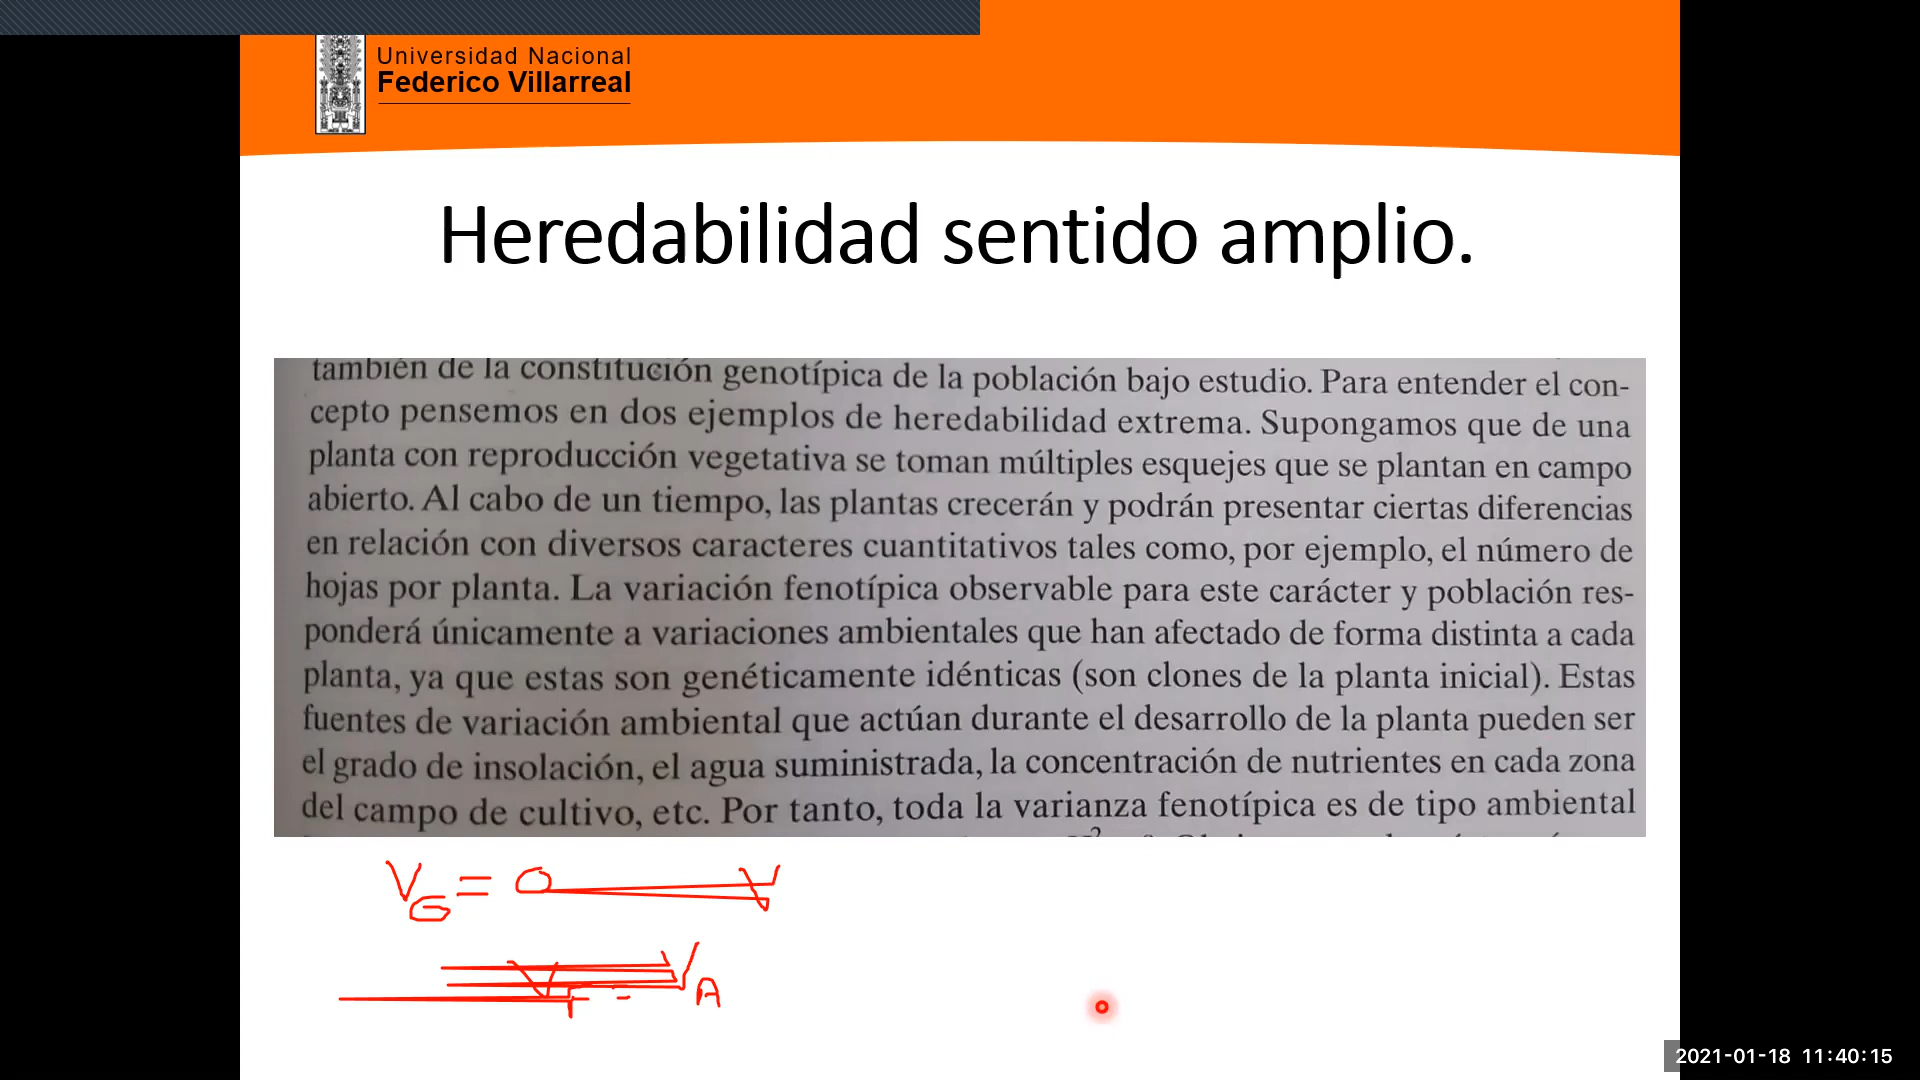 Universidad Nacional
Federico Villarreal
Heredabilidad sentido amplio.
también de la constitución genotípica de la población bajo estudio. Para entender el con-
cepto pensemos en dos ejemplos de heredabilidad extrema. Supongamos que de una
planta con reproducción vegetativa se toman múltiples esquejes que se plantan en campo
abierto. Al cabo de un tiempo, las plantas crecerán y podrán presentar ciertas diferencias
en relación con diversos caracteres cuantitativos tales como, por ejemplo, el número de
hojas por planta. La variación fenotípica observable para este carácter y población res-
ponderá únicamente a variaciones ambientales que han afectado de forma distinta a cada
planta, ya que estas son genéticamente idénticas (son clones de la planta inicial). Estas
fuentes de variación ambiental que actúan durante el desarrollo de la planta pueden ser
el grado de insolación, el agua suministrada, la concentración de nutrientes en cada zona
del campo de cultivo, etc. Por tanto, toda la varianza fenotípica es de tipo ambiental
V_G = 0
V_A
2021-01-18 11:40:15